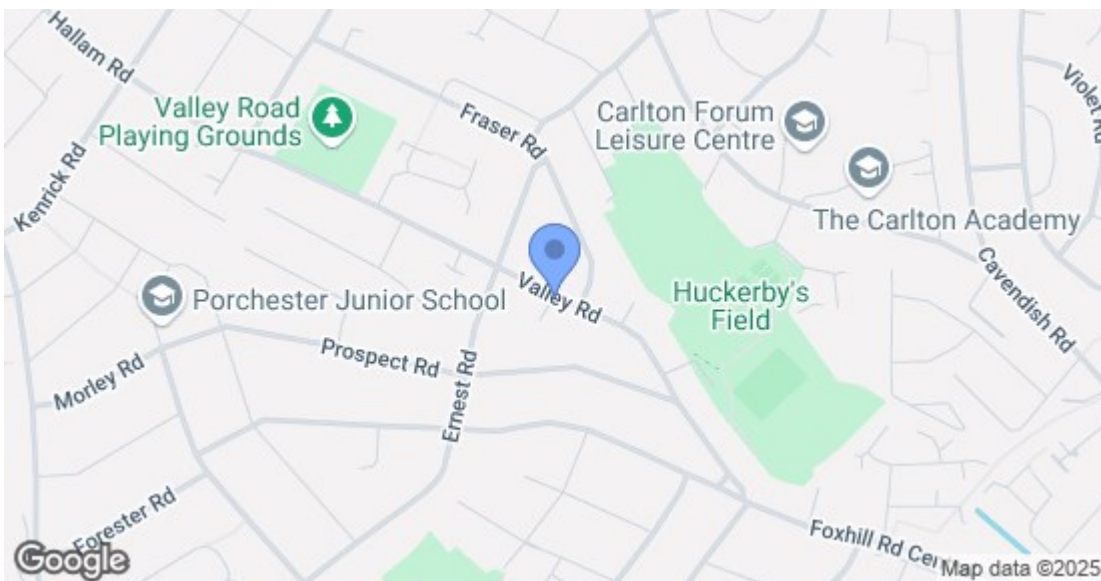 Hallam Rd
Valley Road
Playing Grounds
Fraser Rd
Carlton Forum
Leisure Centre
Violet Rd
Kenrick Rd
The Carlton Academy
Valley Rd
Porchester Junior School
Huckerby's
Field
Cavendish Rd
Prospect Rd
Morley Rd
Ernest Rd
Forester Rd
Foxhill Rd Cen
Google
Map data ©2025